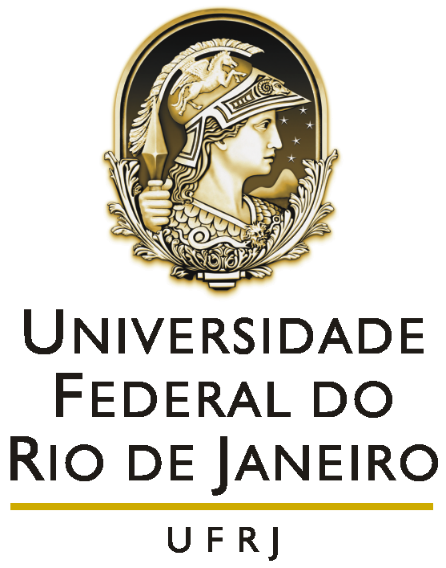 UNIVERSIDADE
FEDERAL DO
RIO DE JANEIRO
UFRJ